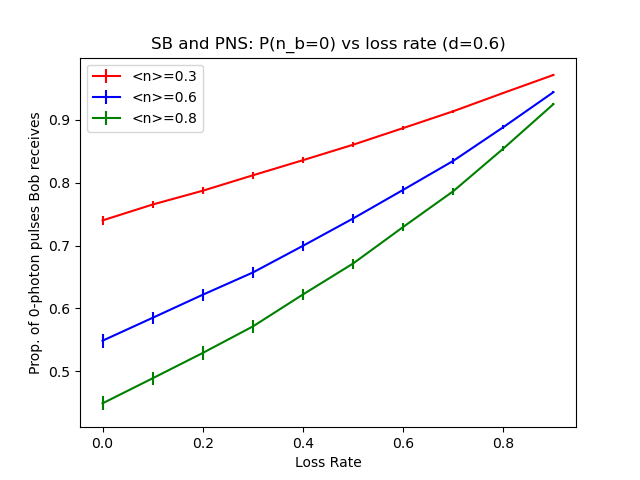 SB and PNS: P(n_b=0) vs loss rate (d=0.6)
<n>=0.3
<n>=0.6
<n>=0.8
Prop. of 0-photon pulses Bob receives
0.9
0.8
0.7
0.6
0.5
0.0 0.2 0.4 0.6 0.8
Loss Rate